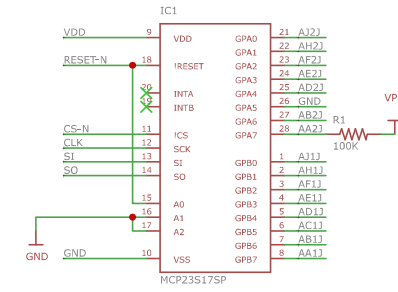 IC1
VDD 9 VDD GPA0 21 AJ2J
GPA1 22 AH2J
RESET-N 18 !RESET GPA2 23 AF2J
GPA3 24 AE2J
20 INTA GPA4 25 AD2J
19 INTB GPA5 26 GND
GPA6 27 AB2J
CS-N 11 !CS GPA7 28 AA2J R1 100K VP
CLK 12 SCK
SI 13 SI GPB0 1 AJ1J
SO 14 SO GPB1 2 AH1J
GPB2 3 AF1J
15 A0 GPB3 4 AE1J
16 A1 GPB4 5 AD1J
17 A2 GPB5 6 AC1J
GPB6 7 AB1J
GND 10 VSS GPB7 8 AA1J
GND
MCP23S17SP